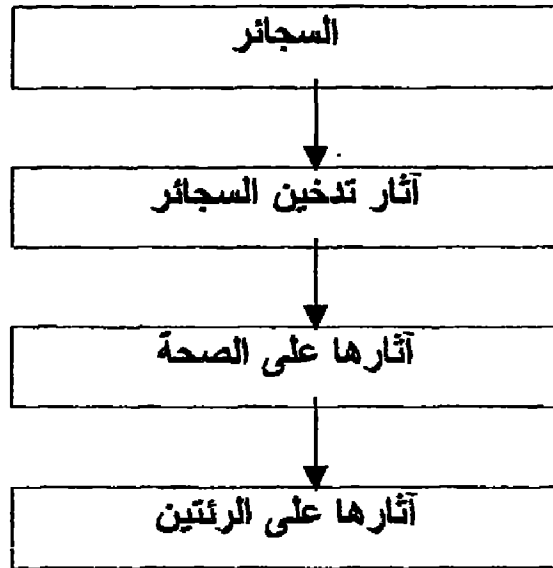 السجائر
آثار تدخين السجائر
آثارها على الصحة
آثارها على الرئتين